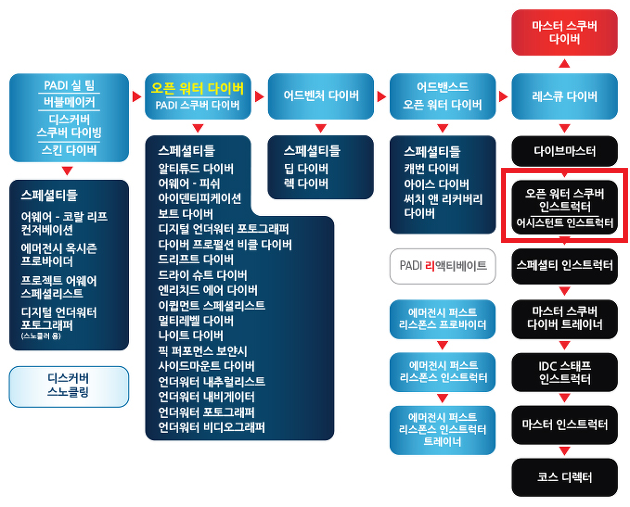 마스터 스쿠버
다이버
PADI 실 팀
버블메이커
디스커버
스쿠버 다이빙
스킨 다이버
오픈 워터 다이버
PADI 스쿠버 다이버
어드벤처 다이버
어드밴스드
오픈 워터 다이버
레스큐 다이버
스페셜티들
어웨어 - 코랄 리프
컨저베이션
에머전시 옥시즌
프로바이더
프로젝트 어웨어
스페셜리스트
디지털 언더워터
포토그래퍼
(스노클러 용)
디스커버
스노클링
스페셜티들
알티튜드 다이버
어웨어 - 피쉬
아이덴티피케이션
보트 다이버
디지털 언더워터 포토그래퍼
다이버 프로펄션 비클 다이버
드리프트 다이버
드라이 슈트 다이버
엔리치드 에어 다이버
이큅먼트 스페셜리스트
멀티레벨 다이버
나이트 다이버
픽 퍼포먼스 보얀시
사이드마운트 다이버
언더워터 내추럴리스트
언더워터 내비게이터
언더워터 포토그래퍼
언더워터 비디오그래퍼
스페셜티들
딥 다이버
렉 다이버
스페셜티들
캐번 다이버
아이스 다이버
써치 앤 리커버리
다이버
PADI 리액티베이트
에머전시 퍼스트
리스폰스 프로바이더
에머전시 퍼스트
리스폰스 인스트럭터
에머전시 퍼스트
리스폰스 인스트럭터
트레이너
다이브마스터
오픈 워터 스쿠버
인스트럭터
어시스턴트 인스트럭터
스페셜티 인스트럭터
마스터 스쿠버
다이버 트레이너
IDC 스태프
인스트럭터
마스터 인스트럭터
코스 디렉터